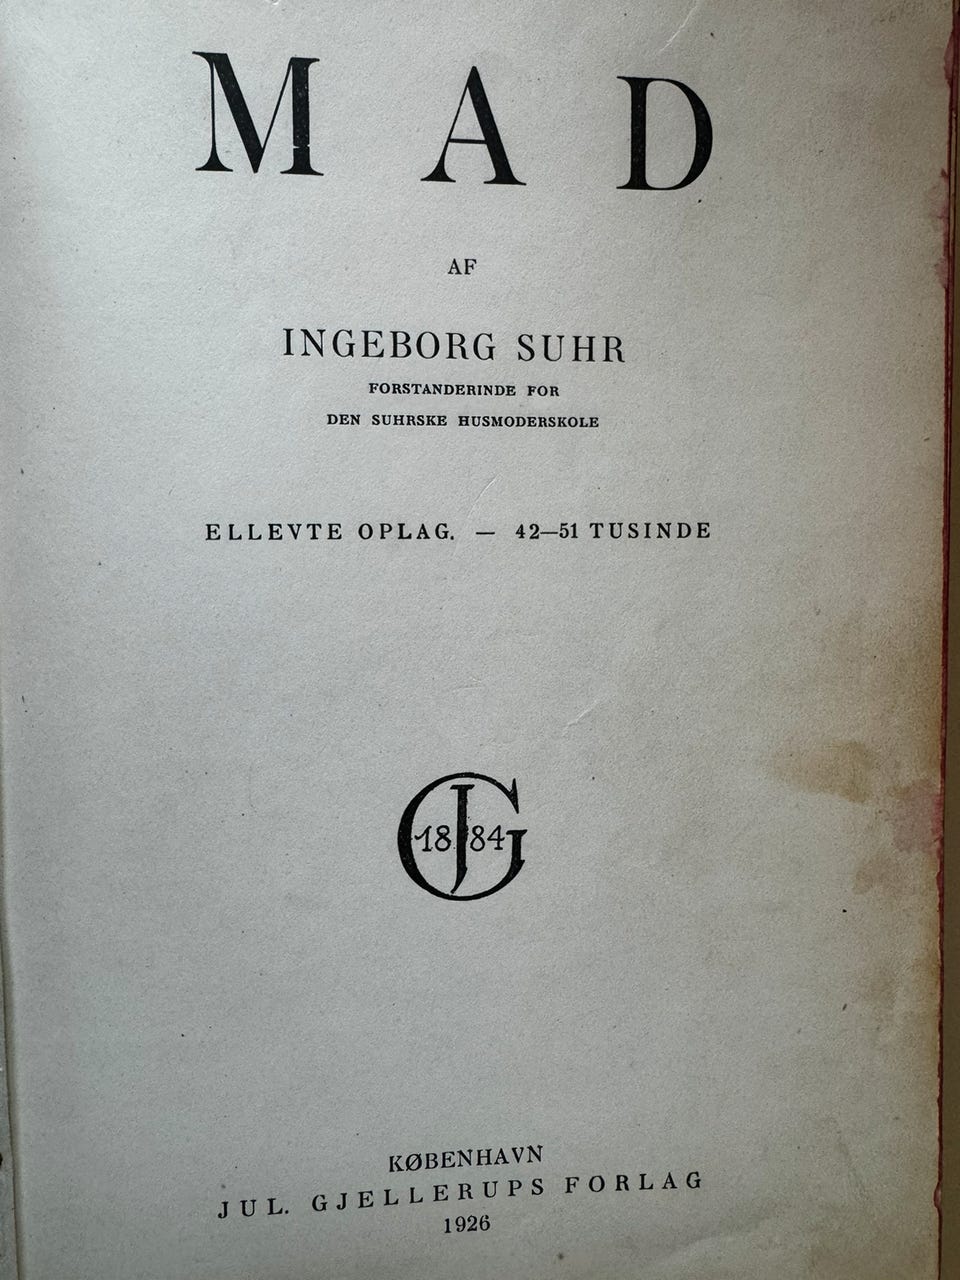 MAD
AF
INGEBORG SUHR
FORSTANDERINDE FOR
DEN SUHRSKE HUSMODERSKOLE
ELLEVTE OPLAG. — 42—51 TUSINDE
18 JG 84
KØBENHAVN
JUL. GJELLERUPS FORLAG
1926